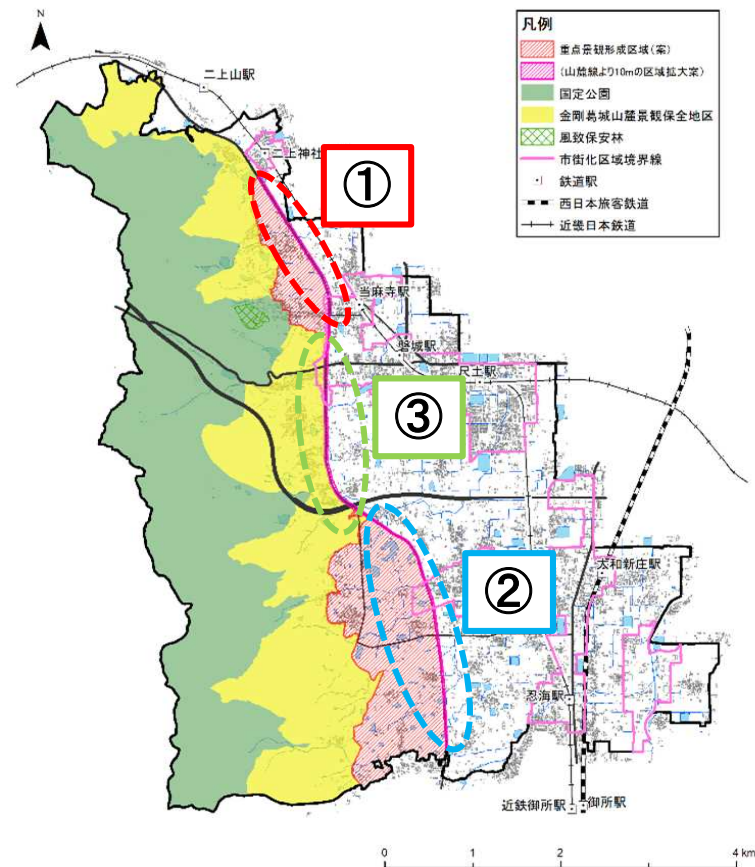 N
凡例
重点景観形成区域(案)
(山麓線より10mの区域拡大案)
国定公園
金剛葛城山麓景観保全地区
風致保安林
市街化区域境界線
鉄道駅
西日本旅客鉄道
近畿日本鉄道
二上山駅
二上神社
①
当麻寺駅
磐城駅
尺土駅
③
②
大和新庄駅
忍海駅
近鉄御所駅
御所駅
0 1 2 4 km